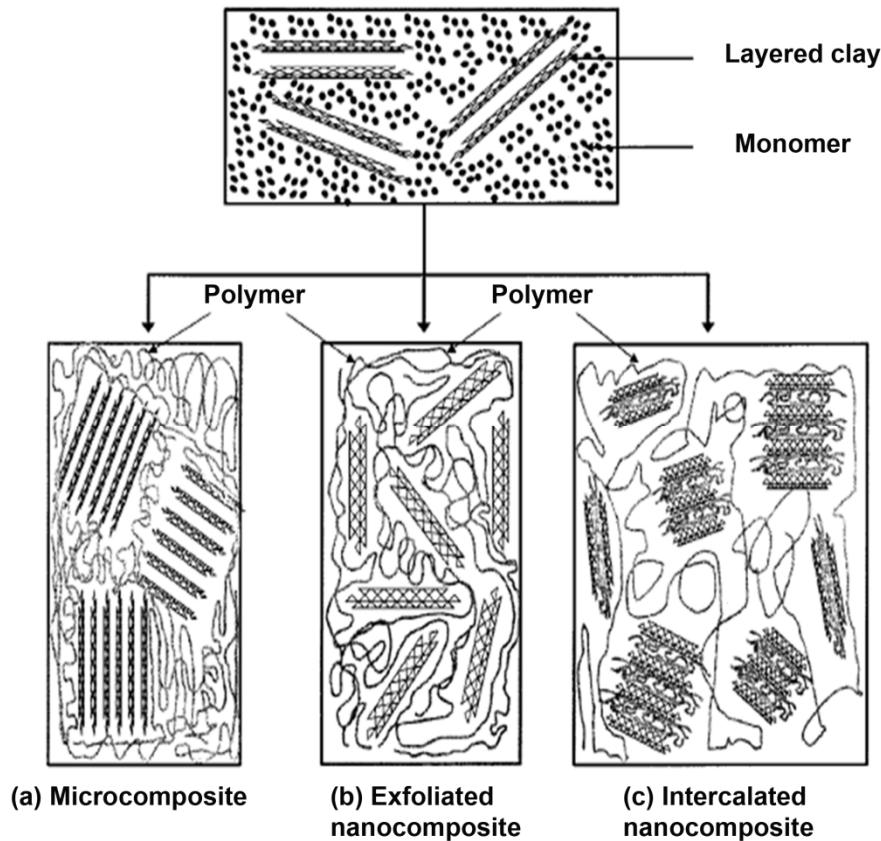 Layered clay
Monomer
Polymer
Polymer
(a) Microcomposite
(b) Exfoliated
nanocomposite
(c) Intercalated
nanocomposite